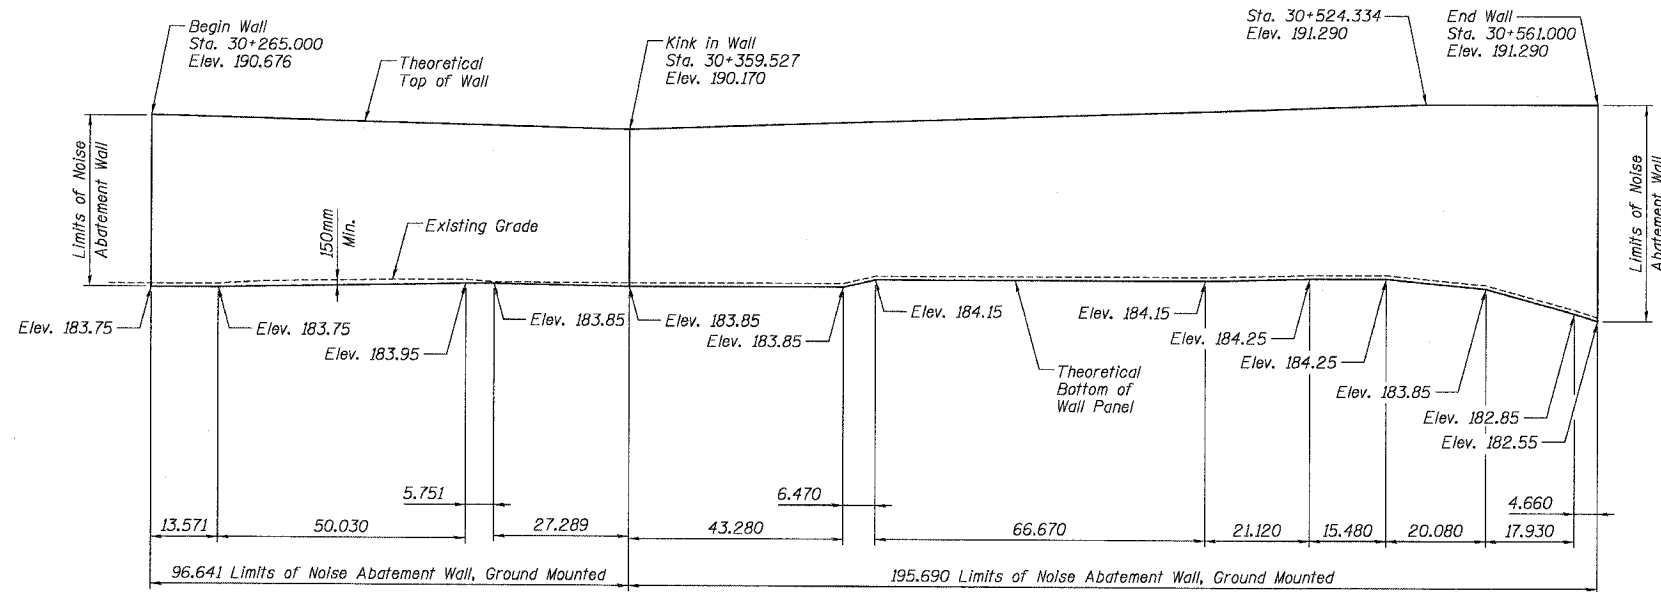 Begin Wall
Sta. 30+265.000
Elev. 190.676
Theoretical
Top of Wall
Kink in Wall
Sta. 30+359.527
Elev. 190.170
Sta. 30+524.334
Elev. 191.290
End Wall
Sta. 30+561.000
Elev. 191.290
Limits of Noise
Abatement Wall
150mm
Min.
Existing Grade
Limits of Noise
Abatement Wall
Elev. 183.75
Elev. 183.75
Elev. 183.95
Elev. 183.85
Elev. 183.85
Elev. 183.85
Elev. 184.15
Elev. 184.15
Elev. 184.25
Elev. 184.25
Elev. 183.85
Elev. 182.85
Elev. 182.55
Theoretical
Bottom of
Wall Panel
5.751
6.470
4.660
13.571
50.030
27.289
43.280
66.670
21.120
15.480
20.080
17.930
96.641 Limits of Noise Abatement Wall, Ground Mounted
195.690 Limits of Noise Abatement Wall, Ground Mounted